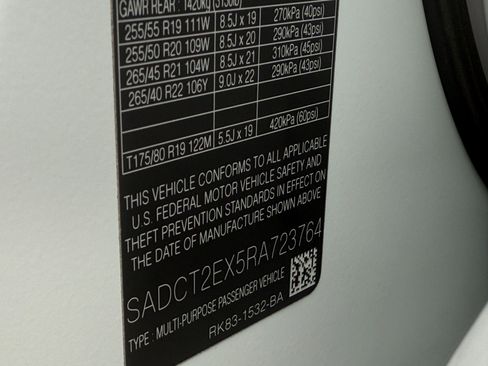 GAWR REAR : 1420kg (3130lb)
255/55 R19 111W 8.5J x 19 270kPa (40psi)
255/50 R20 109W 8.5J x 20 290kPa (43psi)
265/45 R21 104W 8.5J x 21 310kPa (45psi)
265/40 R22 106Y 9.0J x 22 290kPa (43psi)
T175/80 R19 122M 5.5J x 19 420kPa (60psi)
THIS VEHICLE CONFORMS TO ALL APPLICABLE
U.S. FEDERAL MOTOR VEHICLE SAFETY AND
THEFT PREVENTION STANDARDS IN EFFECT ON
THE DATE OF MANUFACTURE SHOWN ABOVE
SADCT2EX5RA723764
TYPE : MULTI-PURPOSE PASSENGER VEHICLE
RK83-1532-BA